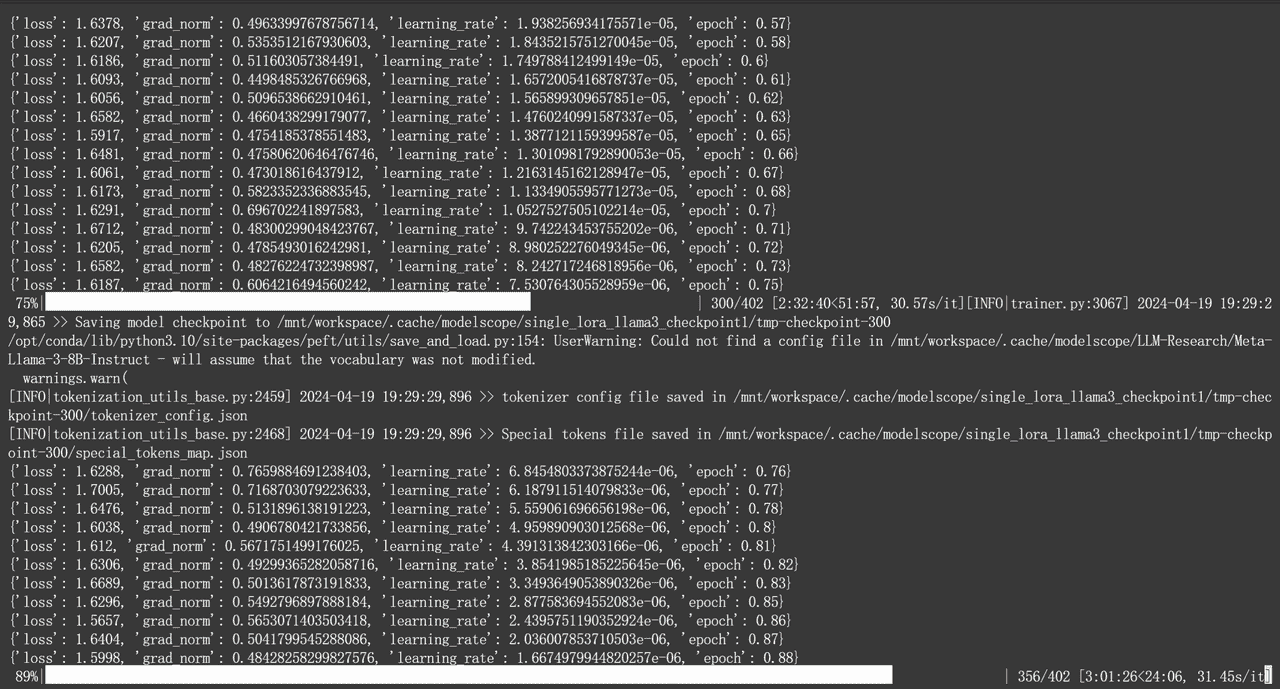 {'loss': 1.6378, 'grad_norm': 0.49633997678756714, 'learning_rate': 1.938256934175571e-05, 'epoch': 0.57}
{'loss': 1.6207, 'grad_norm': 0.5353512167930603, 'learning_rate': 1.8435215751270045e-05, 'epoch': 0.58}
{'loss': 1.6186, 'grad_norm': 0.511603057384491, 'learning_rate': 1.749788412499149e-05, 'epoch': 0.6}
{'loss': 1.6093, 'grad_norm': 0.4498485326766968, 'learning_rate': 1.6572005416878737e-05, 'epoch': 0.61}
{'loss': 1.6056, 'grad_norm': 0.5096538662910461, 'learning_rate': 1.565899309657851e-05, 'epoch': 0.62}
{'loss': 1.6582, 'grad_norm': 0.4660438299179077, 'learning_rate': 1.4760240991587337e-05, 'epoch': 0.63}
{'loss': 1.5917, 'grad_norm': 0.4754185378551483, 'learning_rate': 1.3877121159399587e-05, 'epoch': 0.65}
{'loss': 1.6481, 'grad_norm': 0.47580620646476746, 'learning_rate': 1.3010981792890053e-05, 'epoch': 0.66}
{'loss': 1.6061, 'grad_norm': 0.473018616437912, 'learning_rate': 1.2163145162128947e-05, 'epoch': 0.67}
{'loss': 1.6173, 'grad_norm': 0.5823352336883545, 'learning_rate': 1.1334905595771273e-05, 'epoch': 0.68}
{'loss': 1.6291, 'grad_norm': 0.696702241897583, 'learning_rate': 1.0527527505102214e-05, 'epoch': 0.7}
{'loss': 1.6712, 'grad_norm': 0.48300299048423767, 'learning_rate': 9.742243453755202e-06, 'epoch': 0.71}
{'loss': 1.6205, 'grad_norm': 0.4785493016242981, 'learning_rate': 8.980252276049345e-06, 'epoch': 0.72}
{'loss': 1.6582, 'grad_norm': 0.48276224732398987, 'learning_rate': 8.242717246818956e-06, 'epoch': 0.73}
{'loss': 1.6187, 'grad_norm': 0.6064216494560242, 'learning_rate': 7.530764305528959e-06, 'epoch': 0.75}
75%| | 300/402 [2:32:40<51:57, 30.57s/it][INFO|trainer.py:3067] 2024-04-19 19:29:2
9,865 >> Saving model checkpoint to /mnt/workspace/.cache/modelscope/single_lora_llama3_checkpoint1/tmp-checkpoint-300
/opt/conda/lib/python3.10/site-packages/peft/utils/save_and_load.py:154: UserWarning: Could not find a config file in /mnt/workspace/.cache/modelscope/LLM-Research/Meta-
Llama-3-8B-Instruct - will assume that the vocabulary was not modified.
warnings.warn(
[INFO|tokenization_utils_base.py:2459] 2024-04-19 19:29:29,896 >> tokenizer config file saved in /mnt/workspace/.cache/modelscope/single_lora_llama3_checkpoint1/tmp-chec
kpoint-300/tokenizer_config.json
[INFO|tokenization_utils_base.py:2468] 2024-04-19 19:29:29,896 >> Special tokens file saved in /mnt/workspace/.cache/modelscope/single_lora_llama3_checkpoint1/tmp-checkp
oint-300/special_tokens_map.json
{'loss': 1.6288, 'grad_norm': 0.7659884691238403, 'learning_rate': 6.8454803373875244e-06, 'epoch': 0.76}
{'loss': 1.7005, 'grad_norm': 0.7168703079223633, 'learning_rate': 6.187911514079833e-06, 'epoch': 0.77}
{'loss': 1.6476, 'grad_norm': 0.5131896138191223, 'learning_rate': 5.559061696656198e-06, 'epoch': 0.78}
{'loss': 1.6038, 'grad_norm': 0.4906780421733856, 'learning_rate': 4.959890903012568e-06, 'epoch': 0.8}
{'loss': 1.612, 'grad_norm': 0.5671751499176025, 'learning_rate': 4.391313842303166e-06, 'epoch': 0.81}
{'loss': 1.6306, 'grad_norm': 0.49299365282058716, 'learning_rate': 3.8541985185225645e-06, 'epoch': 0.82}
{'loss': 1.6689, 'grad_norm': 0.5013617873191833, 'learning_rate': 3.3493649053890326e-06, 'epoch': 0.83}
{'loss': 1.6296, 'grad_norm': 0.5492796897888184, 'learning_rate': 2.877583694552083e-06, 'epoch': 0.85}
{'loss': 1.5657, 'grad_norm': 0.5653071403503418, 'learning_rate': 2.4395751190352924e-06, 'epoch': 0.86}
{'loss': 1.6404, 'grad_norm': 0.5041799545288086, 'learning_rate': 2.036007853710503e-06, 'epoch': 0.87}
{'loss': 1.5998, 'grad_norm': 0.48428258299827576, 'learning_rate': 1.6674979944820257e-06, 'epoch': 0.88}
89%| | 356/402 [3:01:26<24:06, 31.45s/it]